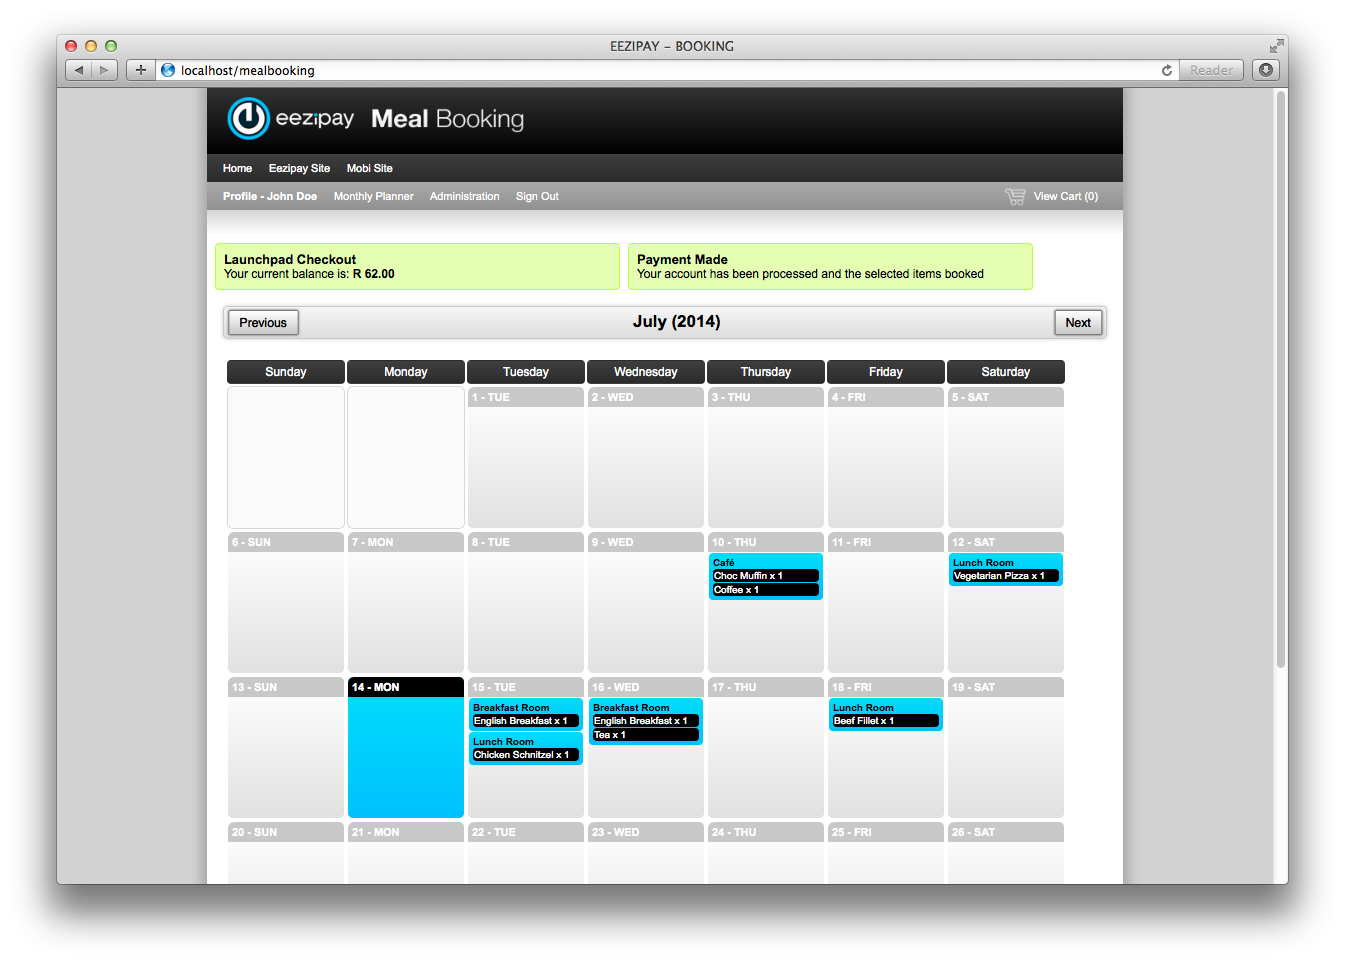 EEZIPAY – BOOKING
localhost/mealbooking
Reader
eezipay Meal Booking
Home Eezipay Site Mobi Site
Profile - John Doe Monthly Planner Administration Sign Out View Cart (0)
Launchpad Checkout
Your current balance is: R 62.00
Payment Made
Your account has been processed and the selected items booked
Previous July (2014) Next
Sunday Monday Tuesday Wednesday Thursday Friday Saturday
1 - TUE 2 - WED 3 - THU 4 - FRI 5 - SAT
6 - SUN 7 - MON 8 - TUE 9 - WED 10 - THU 11 - FRI 12 - SAT
Café
Choc Muffin x 1
Coffee x 1
Lunch Room
Vegetarian Pizza x 1
13 - SUN 14 - MON 15 - TUE 16 - WED 17 - THU 18 - FRI 19 - SAT
Breakfast Room
English Breakfast x 1
Lunch Room
Chicken Schnitzel x 1
Breakfast Room
English Breakfast x 1
Tea x 1
Lunch Room
Beef Fillet x 1
20 - SUN 21 - MON 22 - TUE 23 - WED 24 - THU 25 - FRI 26 - SAT